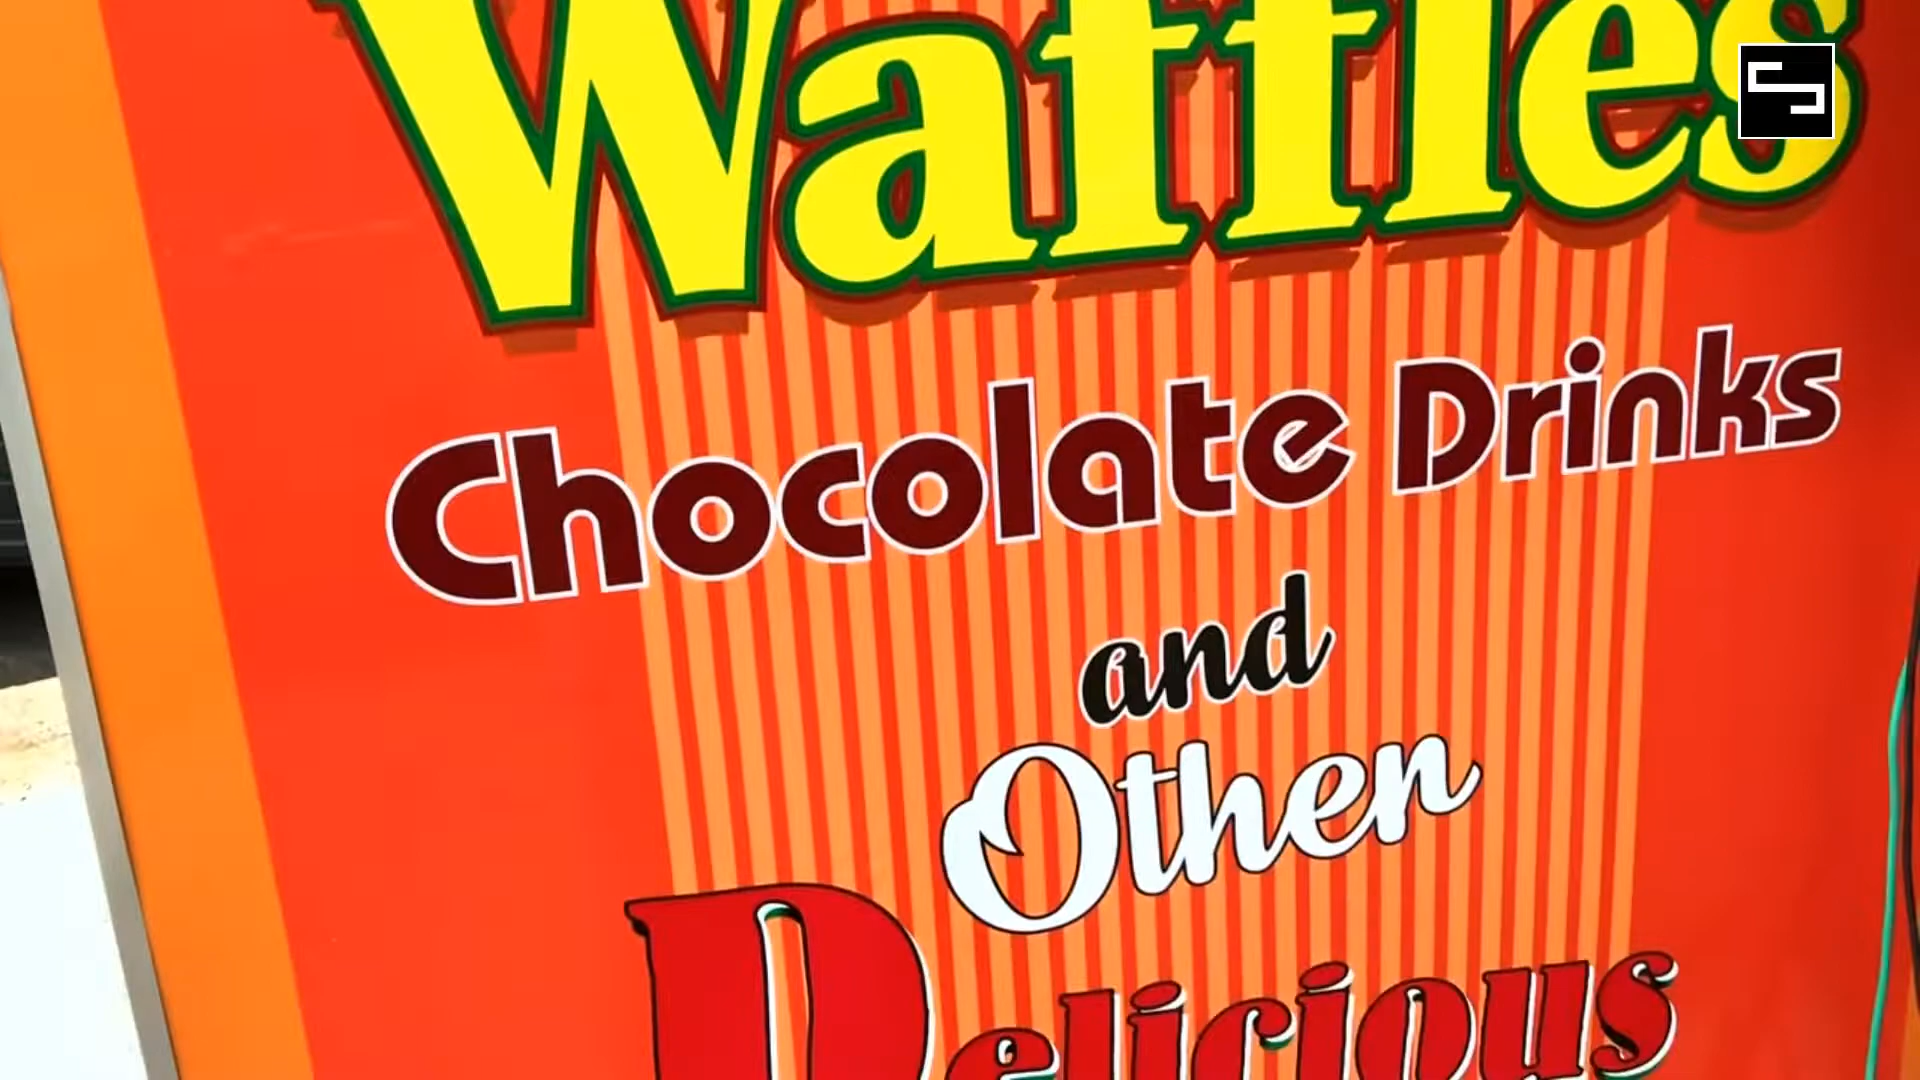 Waffles
Chocolate Drinks
and
Other
Delicious